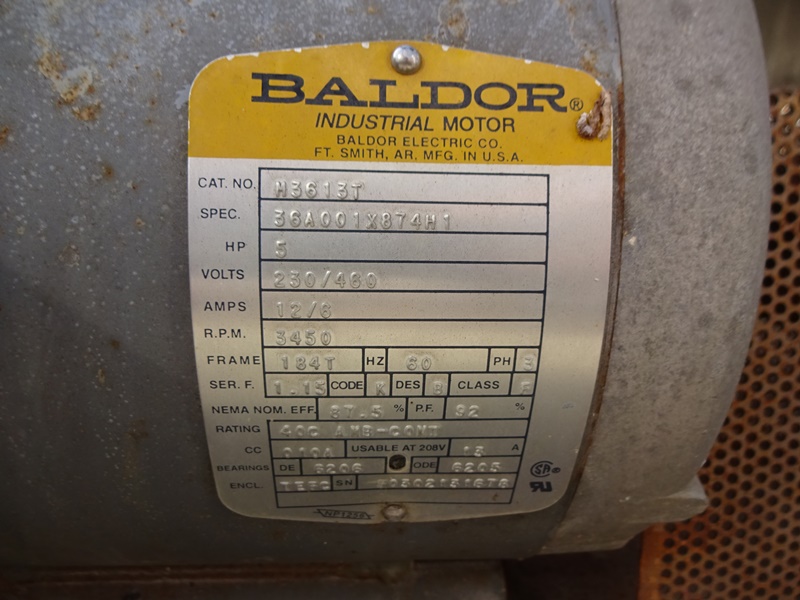 BALDOR®
INDUSTRIAL MOTOR
BALDOR ELECTRIC CO.
FT. SMITH, AR. MFG. IN U.S.A.
CAT. NO. M3613T
SPEC. 36A001X874H1
HP 5
VOLTS 230/460
AMPS 12/6
R.P.M. 3450
FRAME 184T HZ 60 PH 3
SER. F. 1.15 CODE K DES B CLASS F
NEMA NOM. EFF. 87.5 % P.F. 92 %
RATING 40C AMB-CONT
CC 010A USABLE AT 208V 13 A
BEARINGS DE 6206 ODE 6205
ENCL. TEFC SN
NP1256